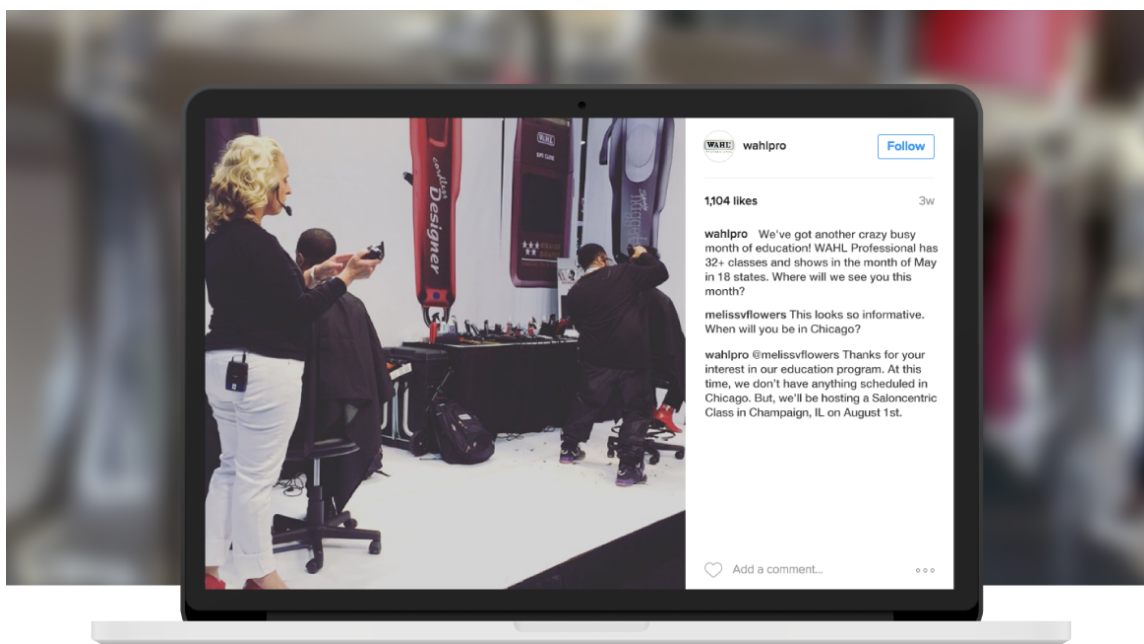 cordless
Designer
WAHL
WAHL
wahlpro
Follow
1,104 likes
3w
wahlpro We've got another crazy busy
month of education! WAHL Professional has
32+ classes and shows in the month of May
in 18 states. Where will we see you this
month?
melissvflowers This looks so informative.
When will you be in Chicago?
wahlpro @melissvflowers Thanks for your
interest in our education program. At this
time, we don't have anything scheduled in
Chicago. But, we'll be hosting a Saloncentric
Class in Champaign, IL on August 1st.
Add a comment...